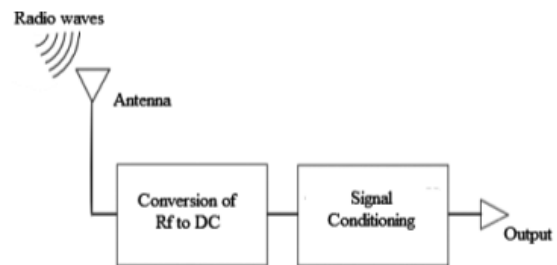 Radio waves
Antenna
Conversion of
Rf to DC
Signal
Conditioning
Output